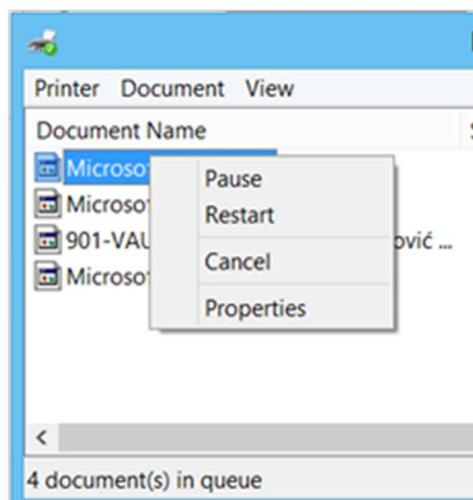 Printer Document View
Document Name
Microso
Pause
Microso
Restart
901-VAU
ović ...
Cancel
Microso
Properties
4 document(s) in queue